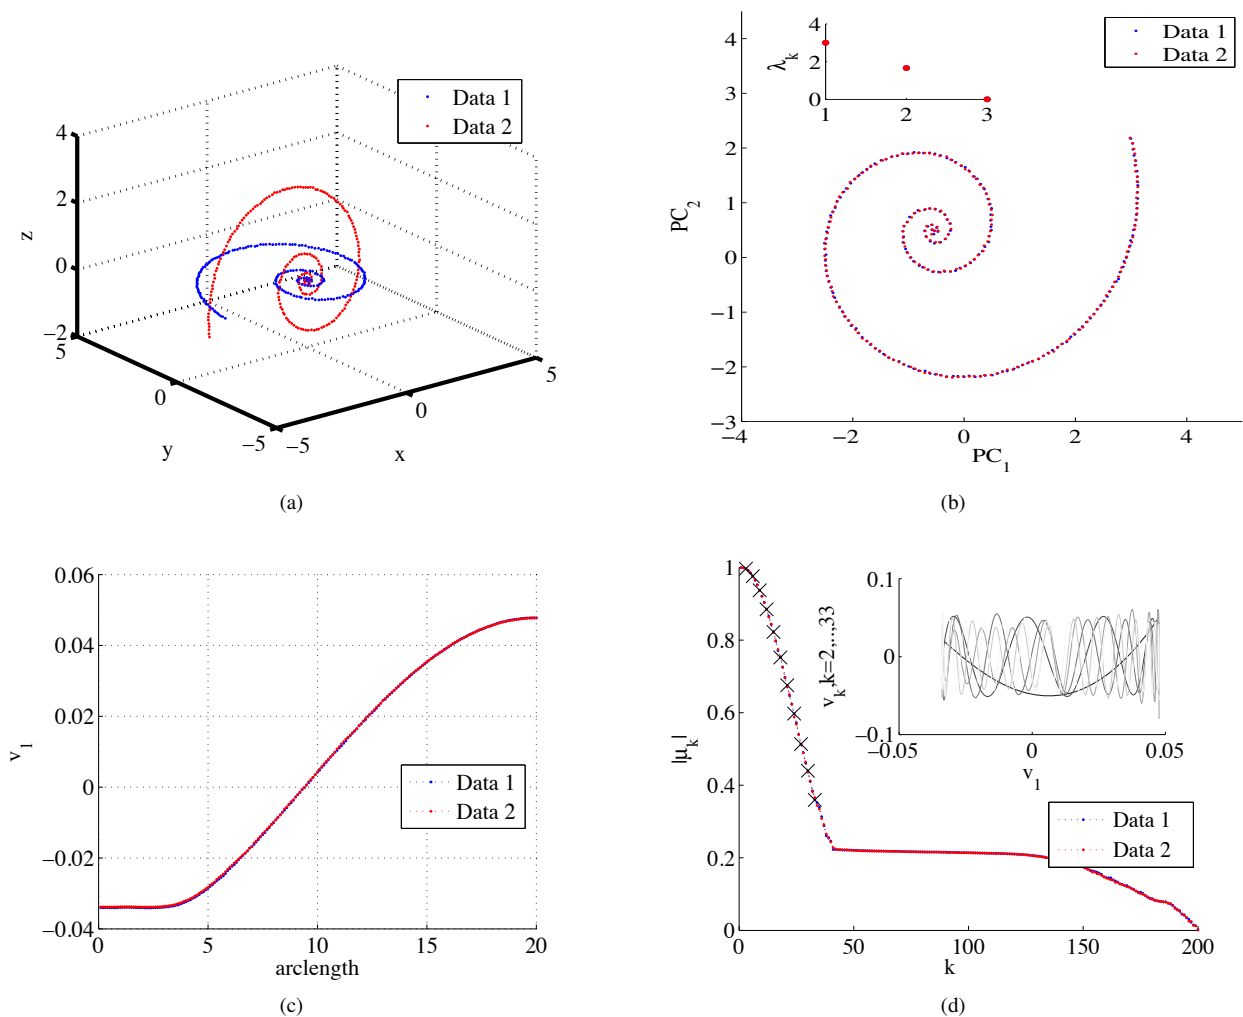 4
2
0
−2
z
5
0
−5
y
−5
0
5
x
Data 1
Data 2
(a)
4
3
2
1
0
−1
−2
−3
PC2
−4
−2
0
2
4
PC1
4
2
0
λk
1
2
3
Data 1
Data 2
(b)
0.06
0.04
0.02
0
−0.02
−0.04
v1
0
5
10
15
20
arclength
Data 1
Data 2
(c)
1
0.8
0.6
0.4
0.2
0
|μk|
0
50
100
150
200
k
0.1
0
−0.1
vk,k=2,...,33
−0.05
0
0.05
v1
Data 1
Data 2
(d)